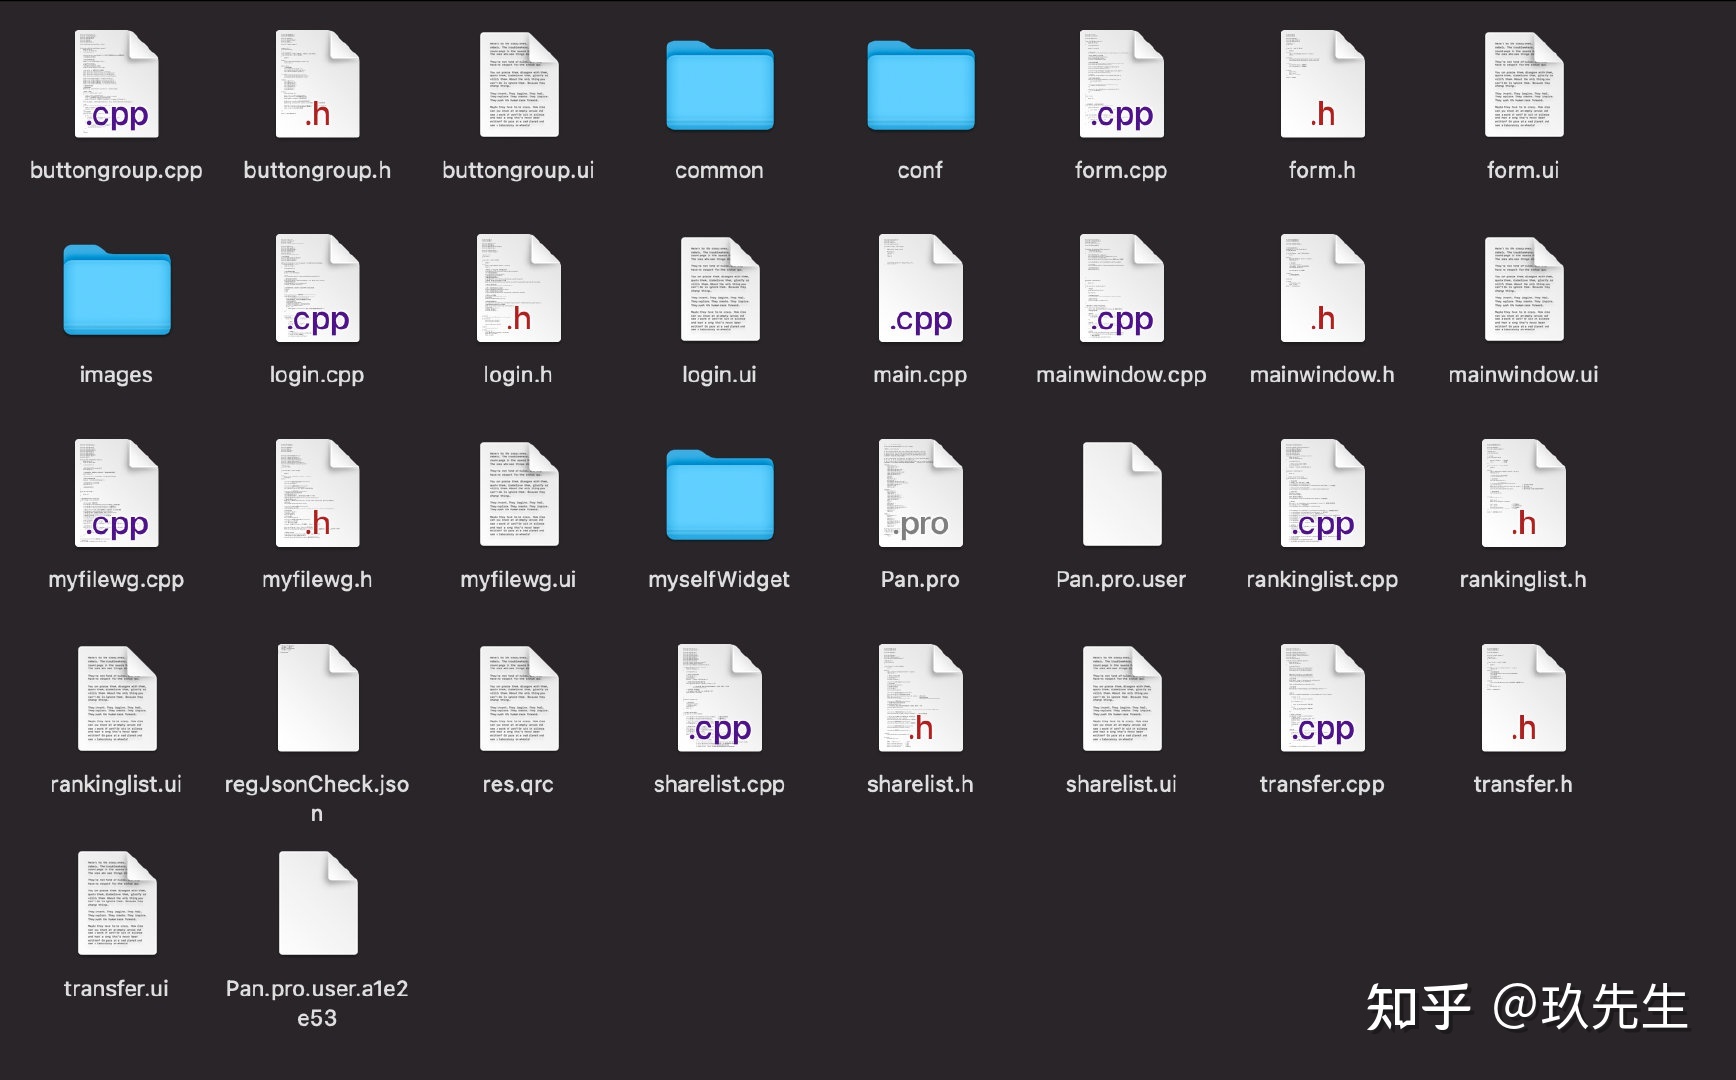 .cpp
.h
.cpp
.h
buttongroup.cpp
buttongroup.h
buttongroup.ui
common
conf
form.cpp
form.h
form.ui
.cpp
.h
.cpp
.cpp
.h
images
login.cpp
login.h
login.ui
main.cpp
mainwindow.cpp
mainwindow.h
mainwindow.ui
.cpp
.h
.pro
.cpp
.h
myfilewg.cpp
myfilewg.h
myfilewg.ui
myselfWidget
Pan.pro
Pan.pro.user
rankinglist.cpp
rankinglist.h
.cpp
.h
.cpp
.h
rankinglist.ui
regJsonCheck.jso
n
res.qrc
sharelist.cpp
sharelist.h
sharelist.ui
transfer.cpp
transfer.h
transfer.ui
Pan.pro.user.a1e2
e53
知乎 @玖先生